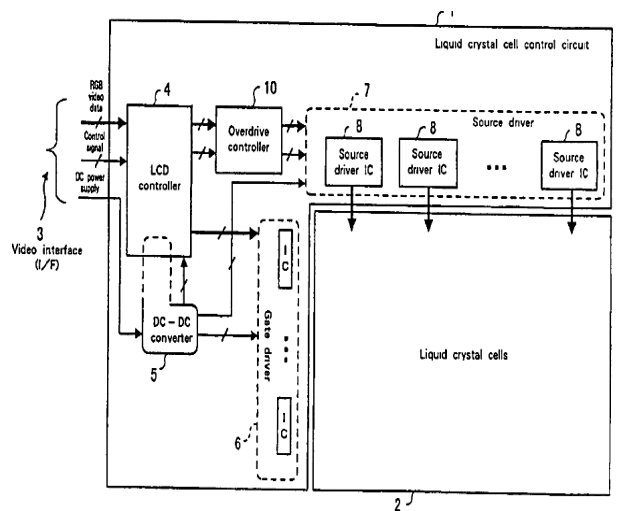 1
Liquid crystal cell control circuit
RGB
video
data
Control
signal
DC power
supply
3
Video interface
(I/F)
4
LCD
controller
10
Overdrive
controller
7
Source driver
8
Source
driver IC
8
Source
driver IC
...
8
Source
driver IC
DC-DC
converter
5
Gate driver
I C
...
I C
6
Liquid crystal cells
2